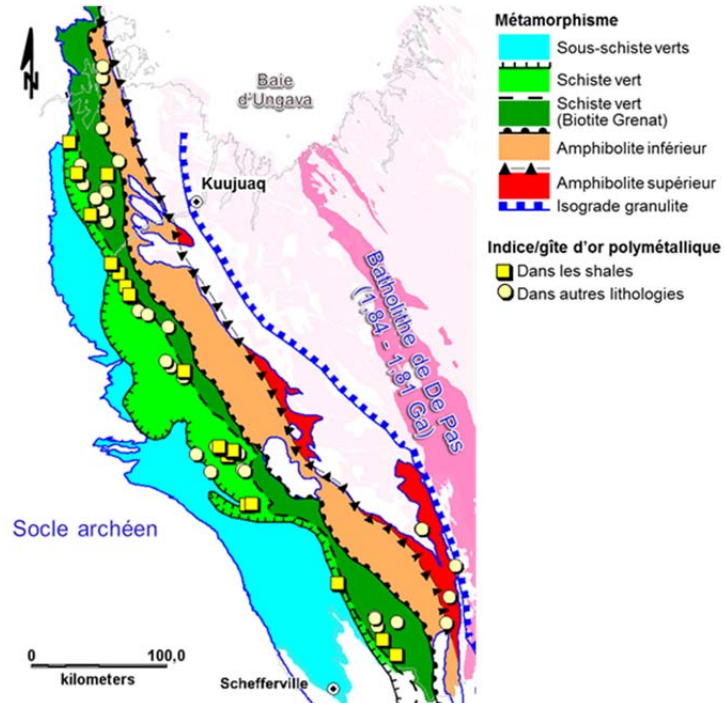 Métamorphisme
Sous-schiste verts
Schiste vert
Schiste vert
(Biotite Grenat)
Amphibolite inférieur
Amphibolite supérieur
Isograde granulite
Indice/gîte d'or polymétallique
Dans les shales
Dans autres lithologies
N
Baie
d'Ungava
Kuujuaq
Batholithe de De Pas
(1,84 - 1,81 Ga)
Socle archéen
0 100,0
kilometers
Schefferville